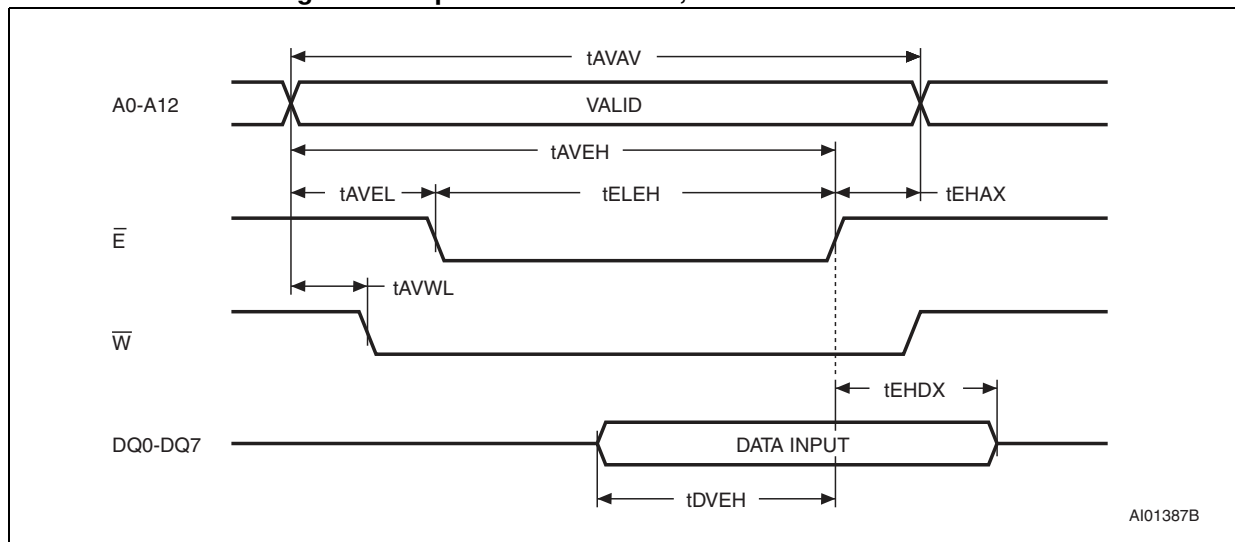 tAVAV
A0-A12
VALID
tAVEH
tAVEL
tELEH
tEHAX
E̅
tAVWL
W̅
tEHDX
DQ0-DQ7
DATA INPUT
tDVEH
AI01387B